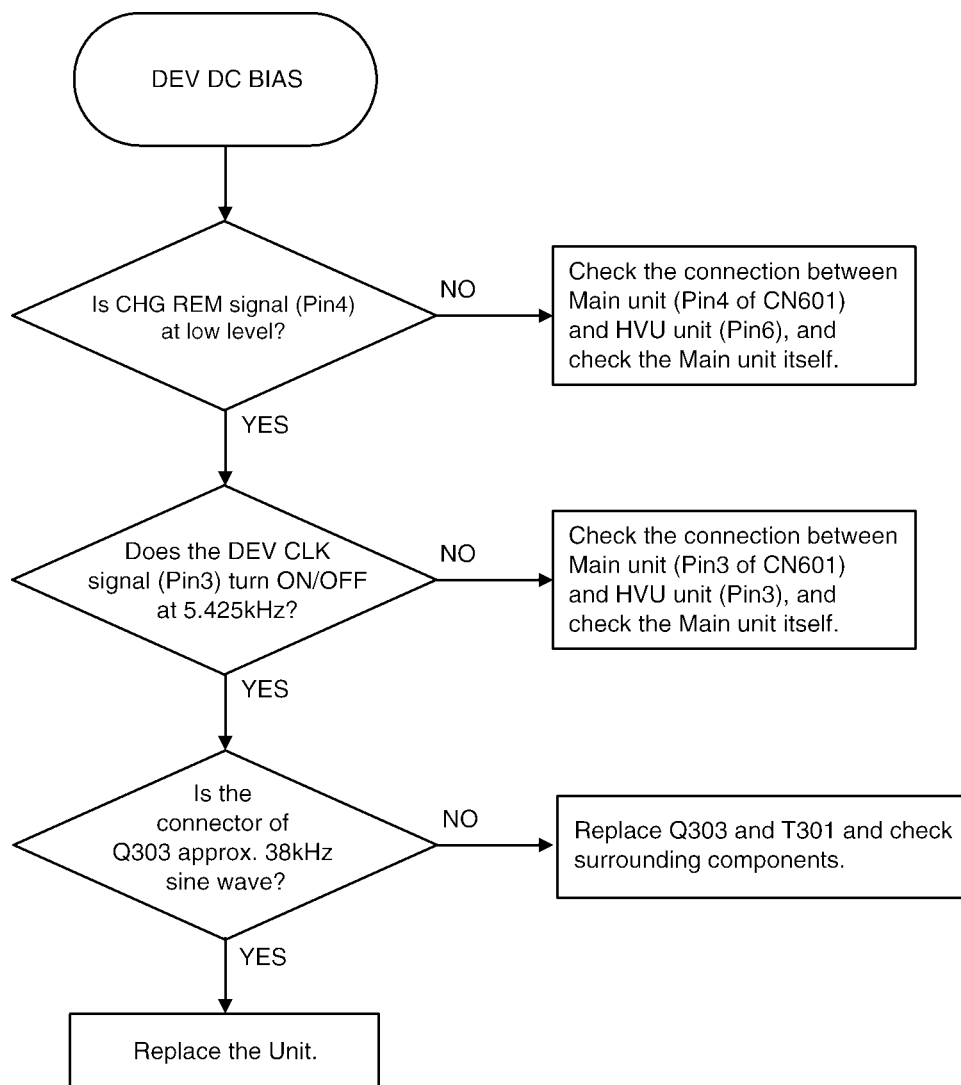 DEV DC BIAS
Is CHG REM signal (Pin4)
at low level?
NO
Check the connection between
Main unit (Pin4 of CN601)
and HVU unit (Pin6), and
check the Main unit itself.
YES
Does the DEV CLK
signal (Pin3) turn ON/OFF
at 5.425kHz?
NO
Check the connection between
Main unit (Pin3 of CN601)
and HVU unit (Pin3), and
check the Main unit itself.
YES
Is the
connector of
Q303 approx. 38kHz
sine wave?
NO
Replace Q303 and T301 and check
surrounding components.
YES
Replace the Unit.